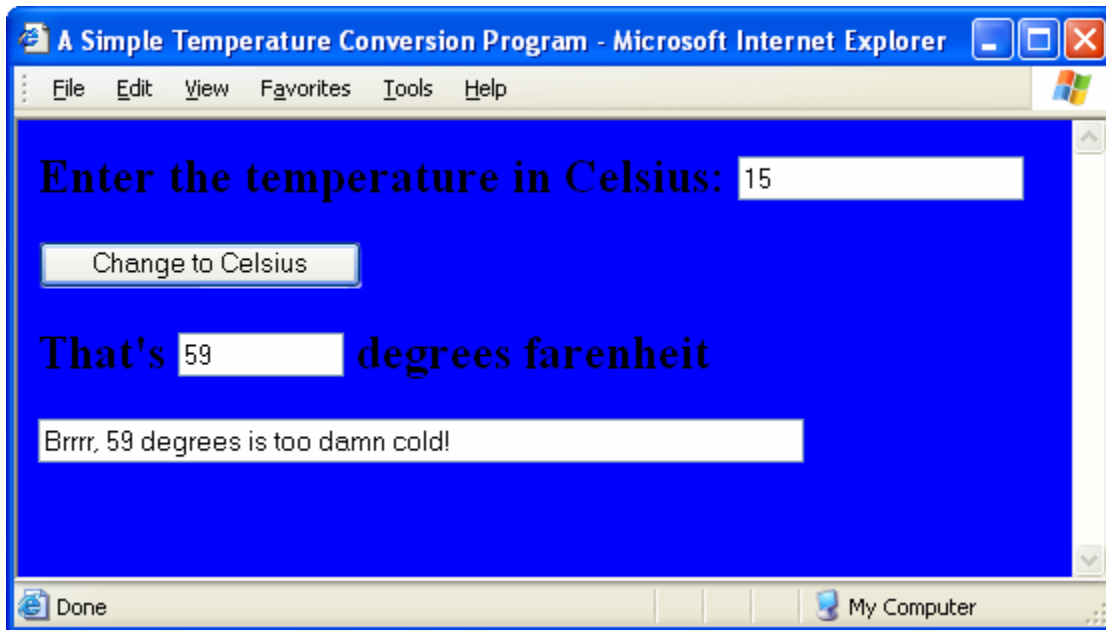 A Simple Temperature Conversion Program - Microsoft Internet Explorer
File Edit View Favorites Tools Help
Enter the temperature in Celsius: 15
Change to Celsius
That's 59 degrees farenheit
Brrrr, 59 degrees is too damn cold!
Done My Computer